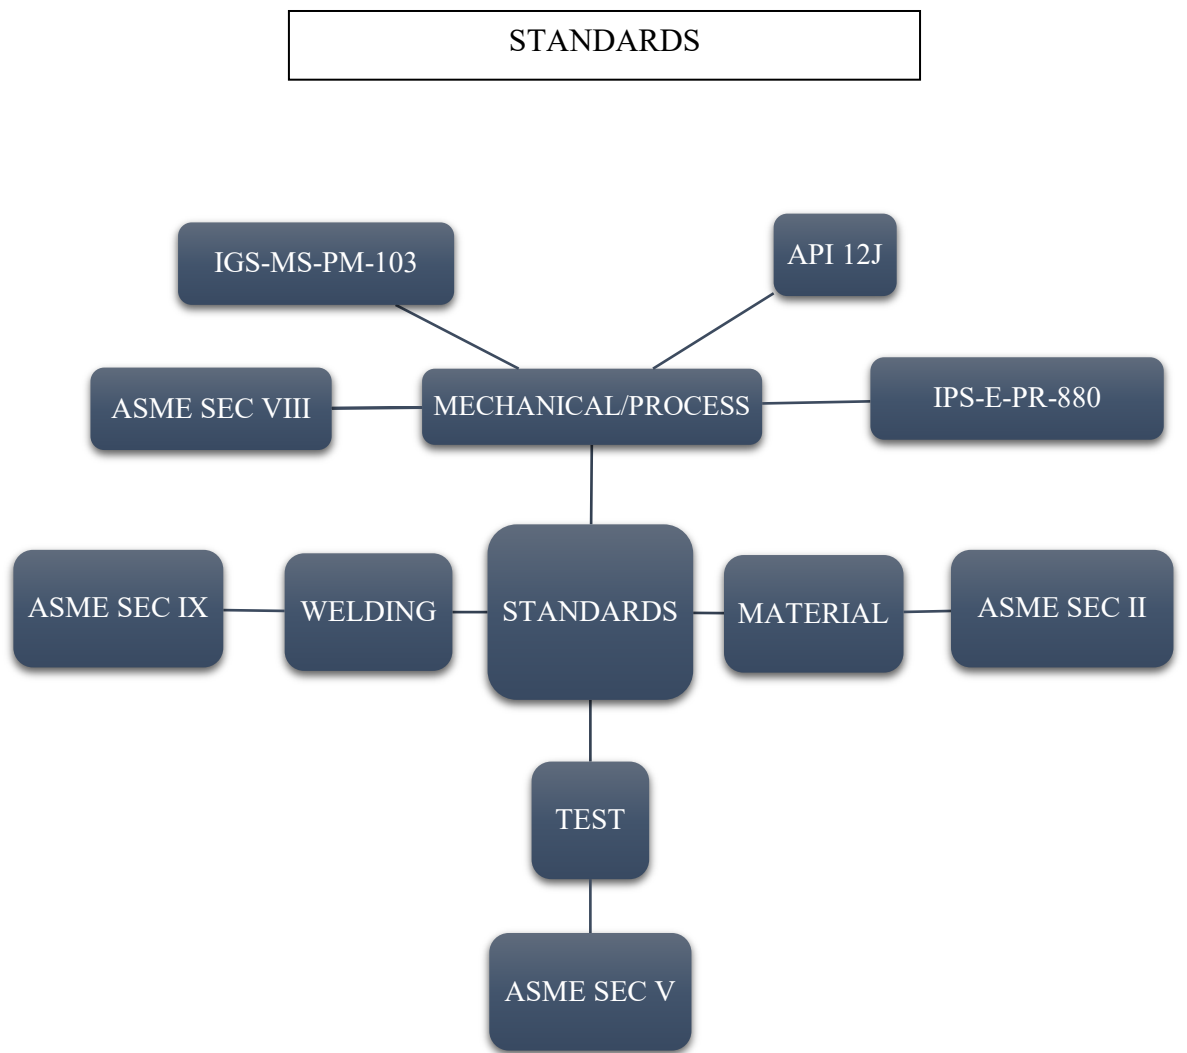 STANDARDS
IGS-MS-PM-103
API 12J
ASME SEC VIII
MECHANICAL/PROCESS
IPS-E-PR-880
ASME SEC IX
WELDING
STANDARDS
MATERIAL
ASME SEC II
TEST
ASME SEC V